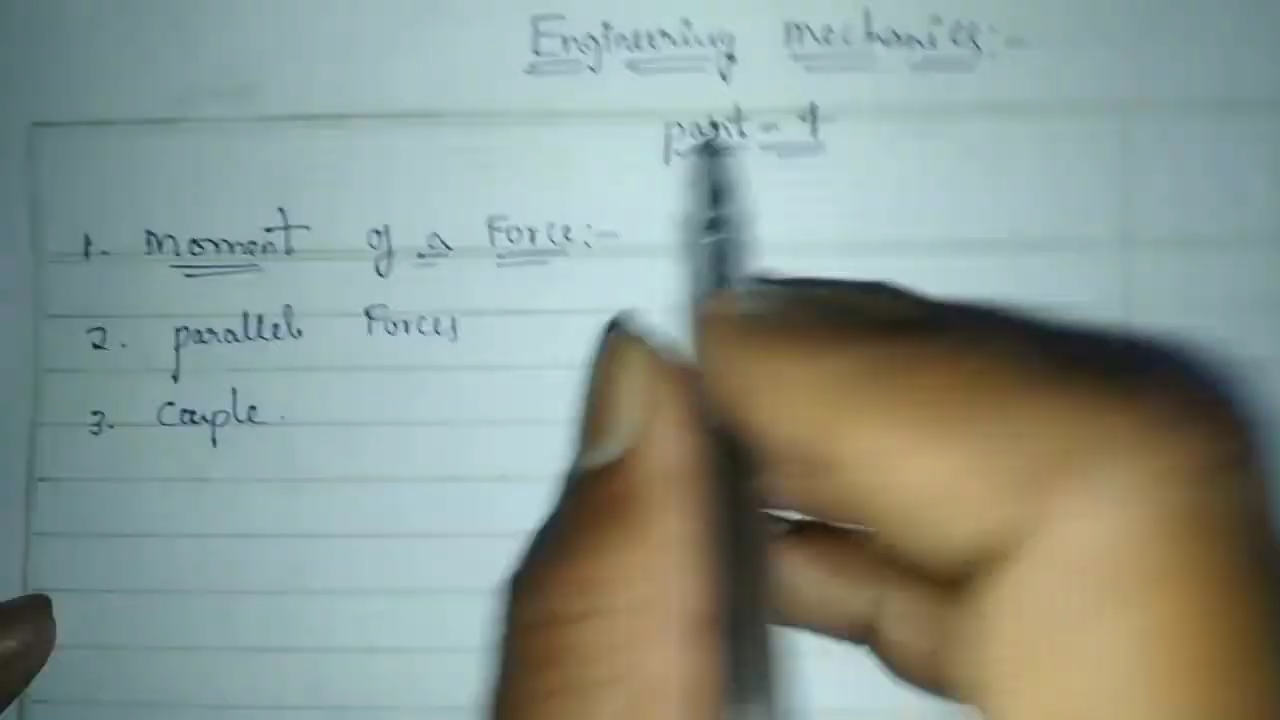 Engineering mechanics:-
part - 1
1. Moment of a Force:-
2. parallel Forces
3. Couple.